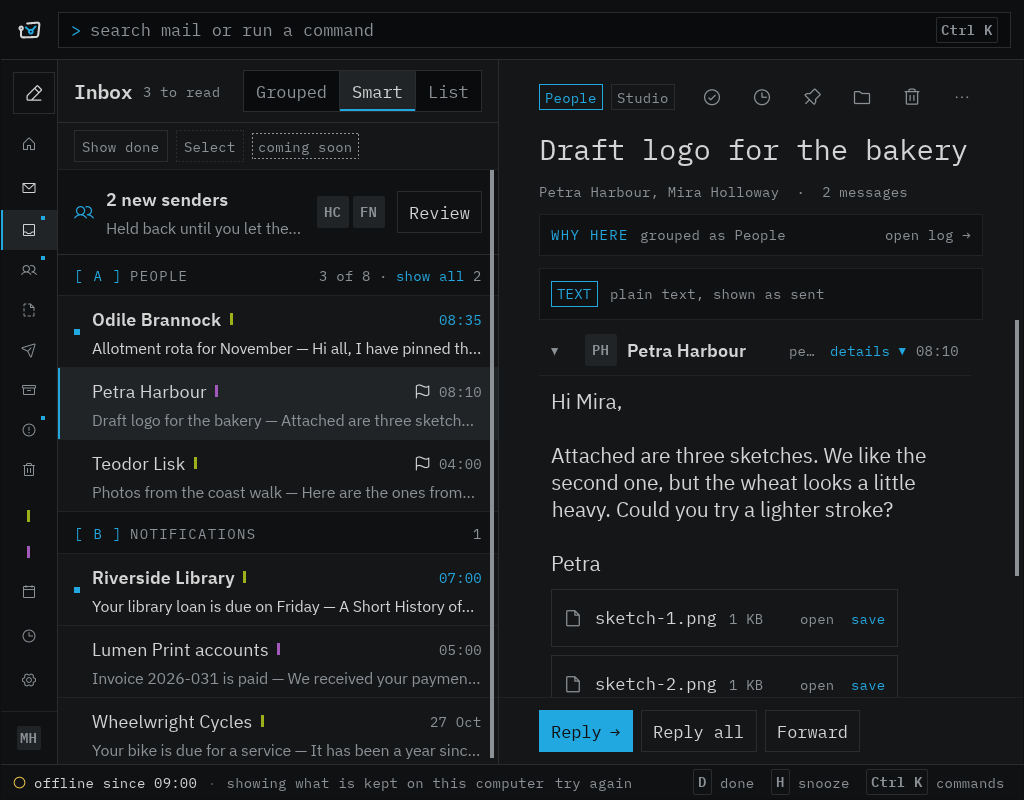 > search mail or run a command Ctrl K
Inbox 3 to read Grouped Smart List
Show done Select coming soon
2 new senders
Held back until you let the... HC FN Review
[ A ] PEOPLE 3 of 8 · show all 2
Odile Brannock 08:35
Allotment rota for November — Hi all, I have pinned th...
Petra Harbour 08:10
Draft logo for the bakery — Attached are three sketch...
Teodor Lisk 04:00
Photos from the coast walk — Here are the ones from...
[ B ] NOTIFICATIONS 1
Riverside Library 07:00
Your library loan is due on Friday — A Short History of...
Lumen Print accounts 05:00
Invoice 2026-031 is paid — We received your paymen...
Wheelwright Cycles 27 Oct
Your bike is due for a service — It has been a year sinc...
MH
People Studio ...
Draft logo for the bakery
Petra Harbour, Mira Holloway · 2 messages
WHY HERE grouped as People open log →
TEXT plain text, shown as sent
▼ PH Petra Harbour pe… details ▼ 08:10
Hi Mira,
Attached are three sketches. We like the
second one, but the wheat looks a little
heavy. Could you try a lighter stroke?
Petra
sketch-1.png 1 KB open save
sketch-2.png 1 KB open save
Reply → Reply all Forward
offline since 09:00 · showing what is kept on this computer try again D done H snooze Ctrl K commands